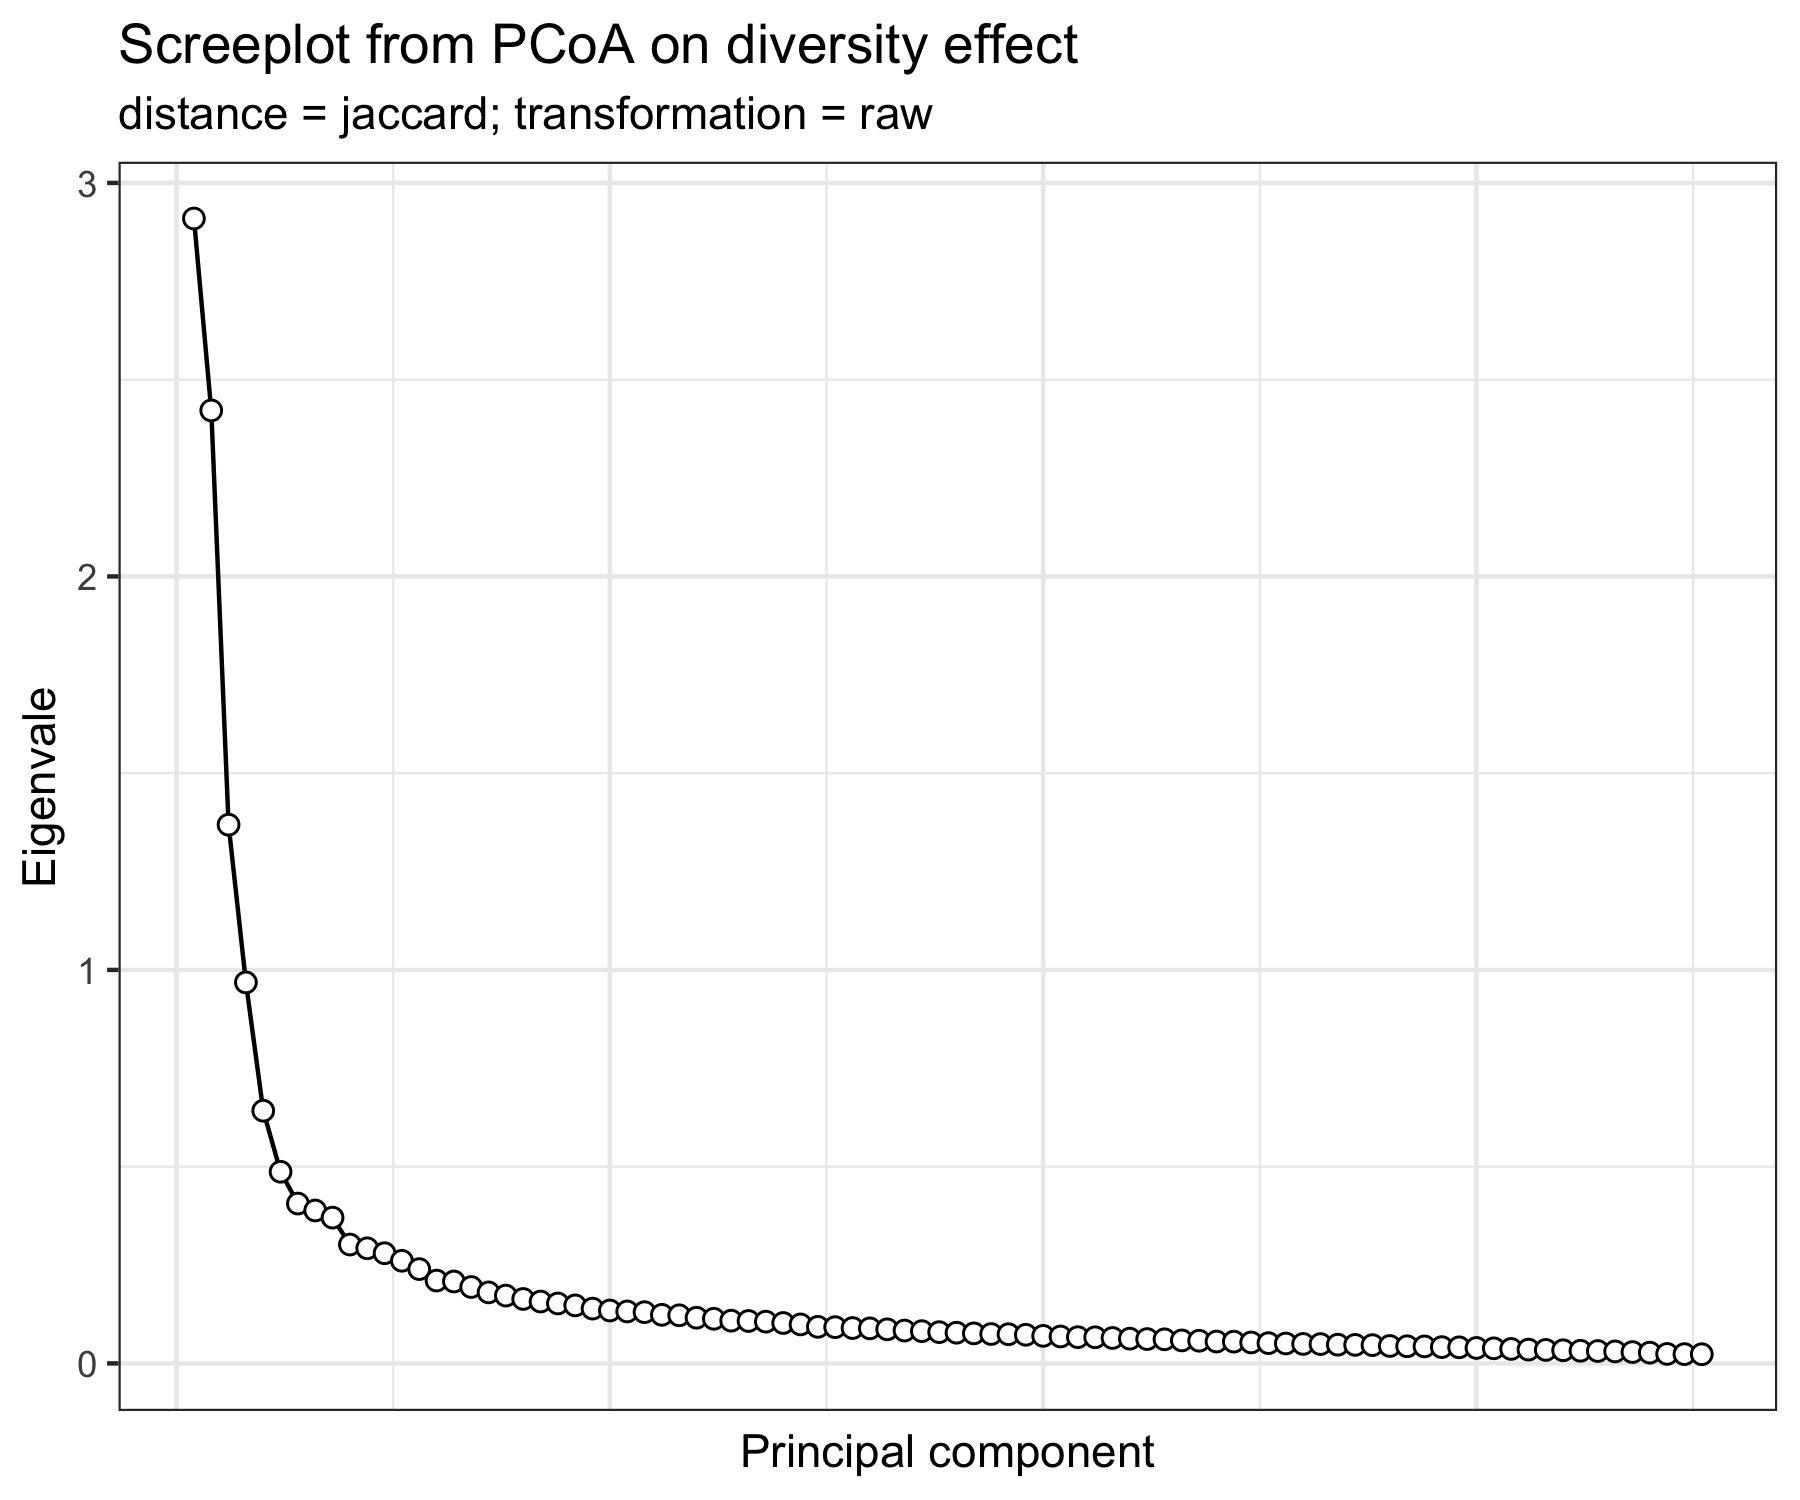 Screeplot from PCoA on diversity effect
distance = jaccard; transformation = raw
3
2
1
0
Eigenvale
Principal component